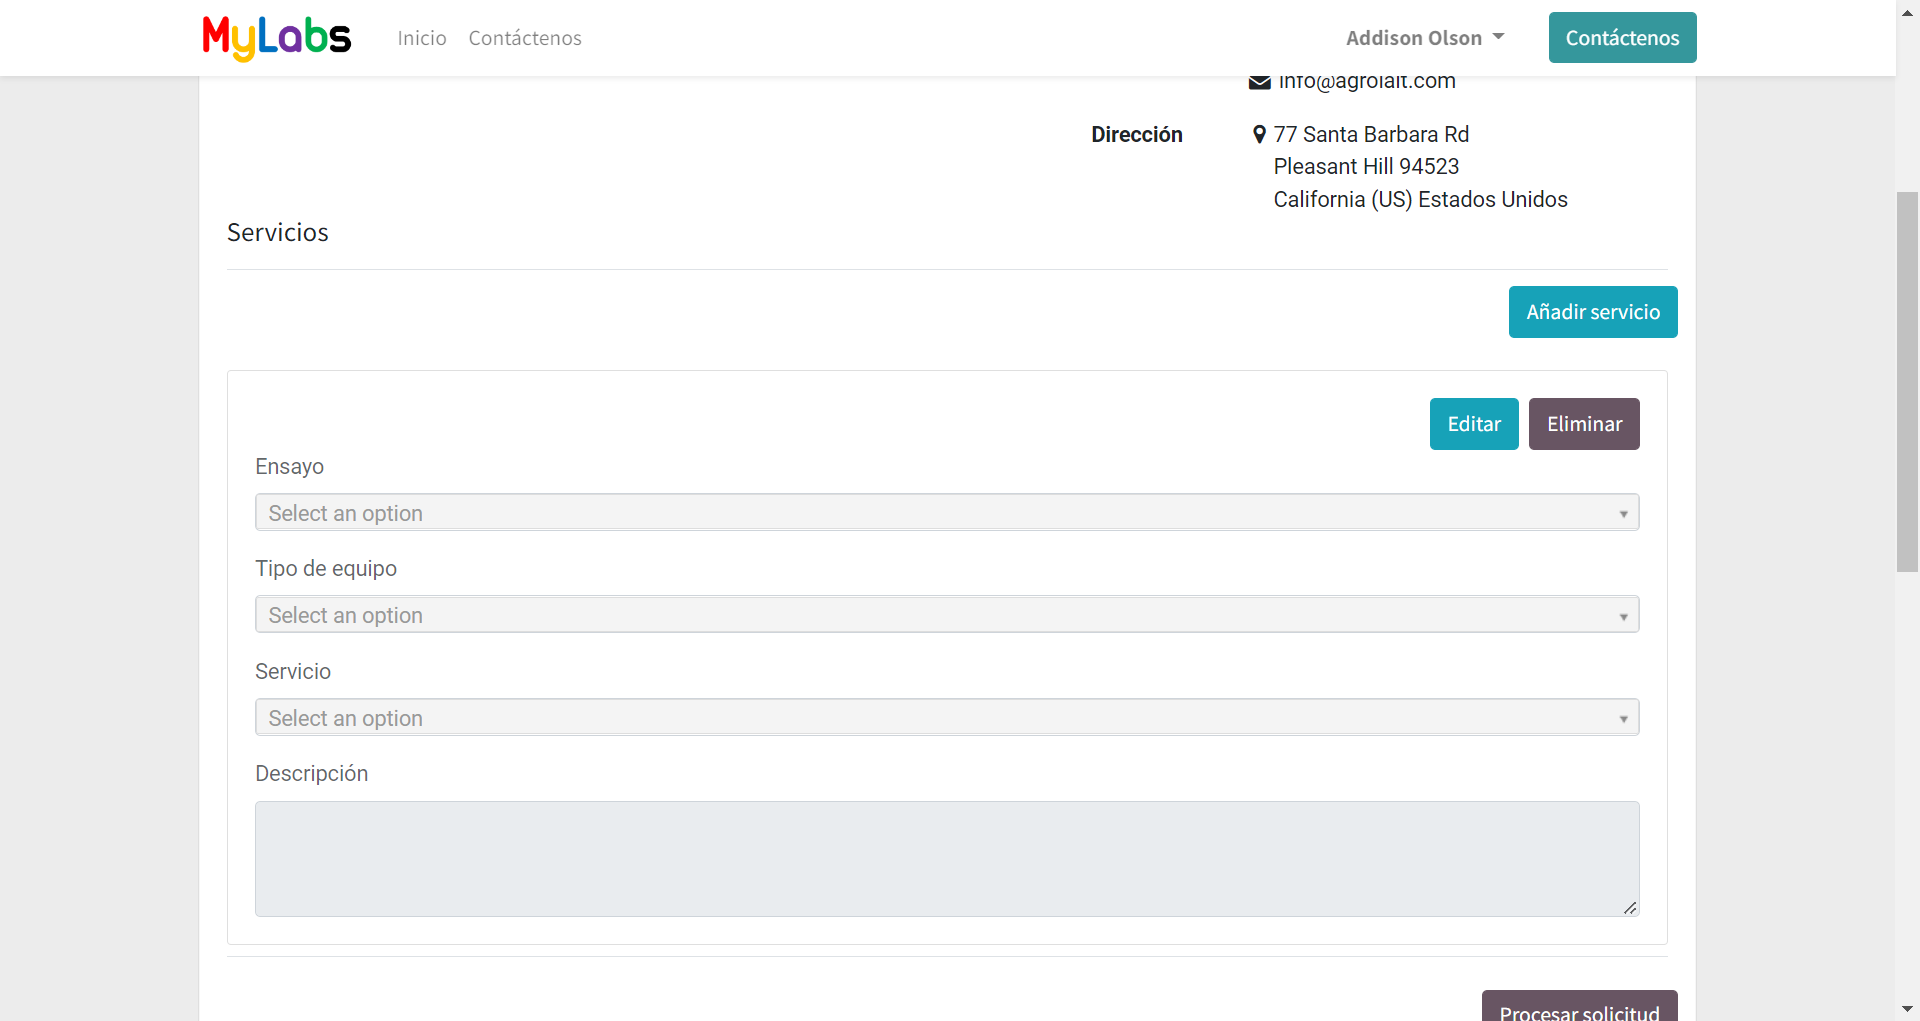 MyLabs Inicio Contáctenos Addison Olson Contáctenos
info@agrolait.com
Dirección 77 Santa Barbara Rd
Pleasant Hill 94523
California (US) Estados Unidos
Servicios
Añadir servicio
Editar Eliminar
Ensayo
Select an option
Tipo de equipo
Select an option
Servicio
Select an option
Descripción
Procesar solicitud